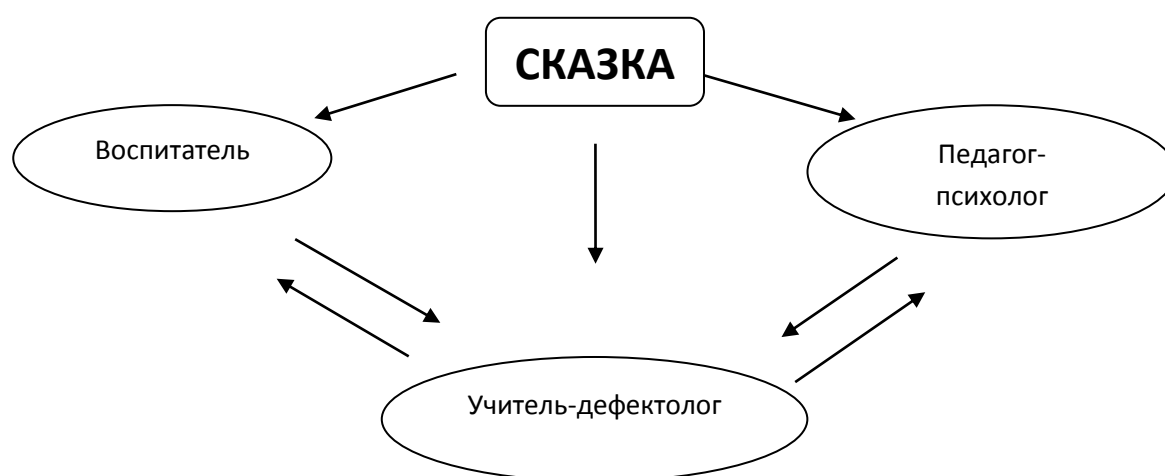 СКАЗКА
Воспитатель
Педагог-
психолог
Учитель-дефектолог